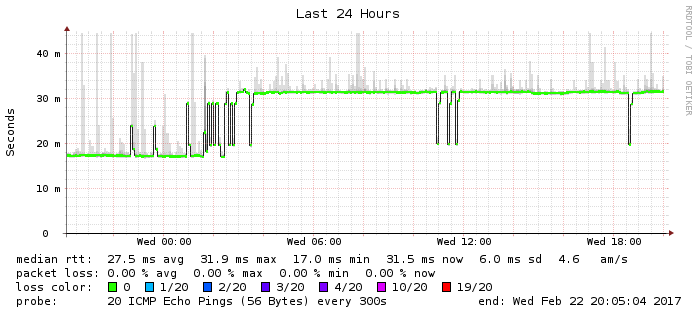 Last 24 Hours
RRDTOOL / TOBI OETIKER
Seconds
40 m
30 m
20 m
10 m
0
Wed 00:00 Wed 06:00 Wed 12:00 Wed 18:00
median rtt: 27.5 ms avg 31.9 ms max 17.0 ms min 31.5 ms now 6.0 ms sd 4.6 am/s
packet loss: 0.00 % avg 0.00 % max 0.00 % min 0.00 % now
loss color: 0 1/20 2/20 3/20 4/20 10/20 19/20
probe: 20 ICMP Echo Pings (56 Bytes) every 300s end: Wed Feb 22 20:05:04 2017